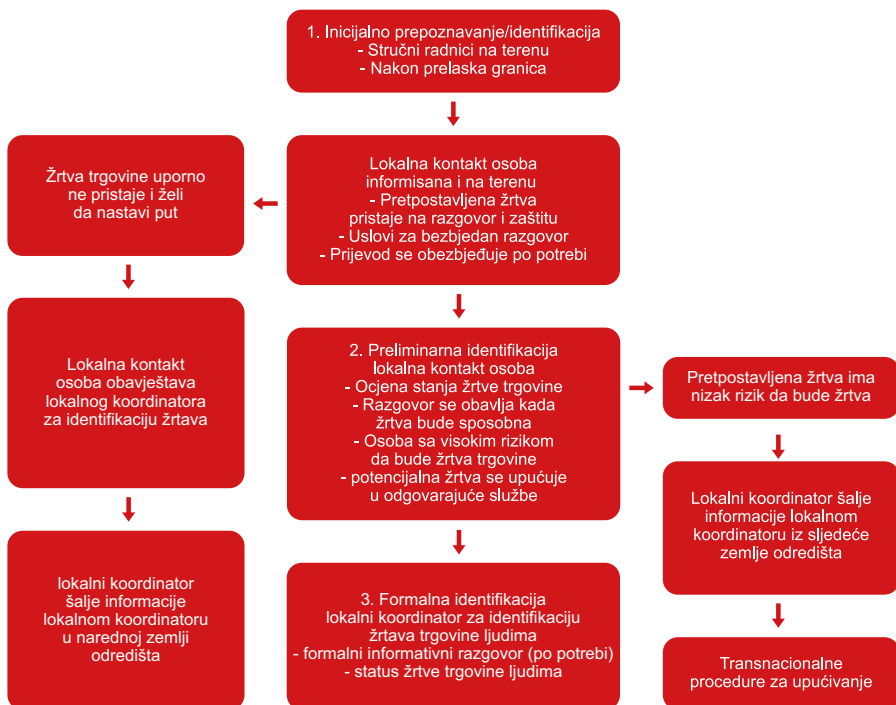 1. Inicijalno prepoznavanje/identifikacija
- Stručni radnici na terenu
- Nakon prelaska granica
Žrtva trgovine uporno
ne pristaje i želi
da nastavi put
Lokalna kontakt osoba
informisana i na terenu
- Pretpostavljena žrtva
pristaje na razgovor i zaštitu
- Uslovi za bezbjedan razgovor
- Prijevod se obezbjeđuje po potrebi
Lokalna kontakt
osoba obavještava
lokalnog koordinatora
za identifikaciju žrtava
2. Preliminarna identifikacija
lokalna kontakt osoba
- Ocjena stanja žrtve trgovine
- Razgovor se obavlja kada
žrtva bude sposobna
- Osoba sa visokim rizikom
da bude žrtva trgovine
- potencijalna žrtva se upućuje
u odgovarajuće službe
Pretpostavljena žrtva ima
nizak rizik da bude žrtva
Lokalni koordinator šalje
informacije lokalnom
koordinatoru iz sljedeće
zemlje odredišta
lokalni koordinator
šalje informacije
lokalnom koordinatoru
u narednoj zemlji
odredišta
3. Formalna identifikacija
lokalni koordinator za identifikaciju
žrtava trgovine ljudima
- formalni informativni razgovor (po potrebi)
- status žrtve trgovine ljudima
Transnacionalne
procedure za upućivanje